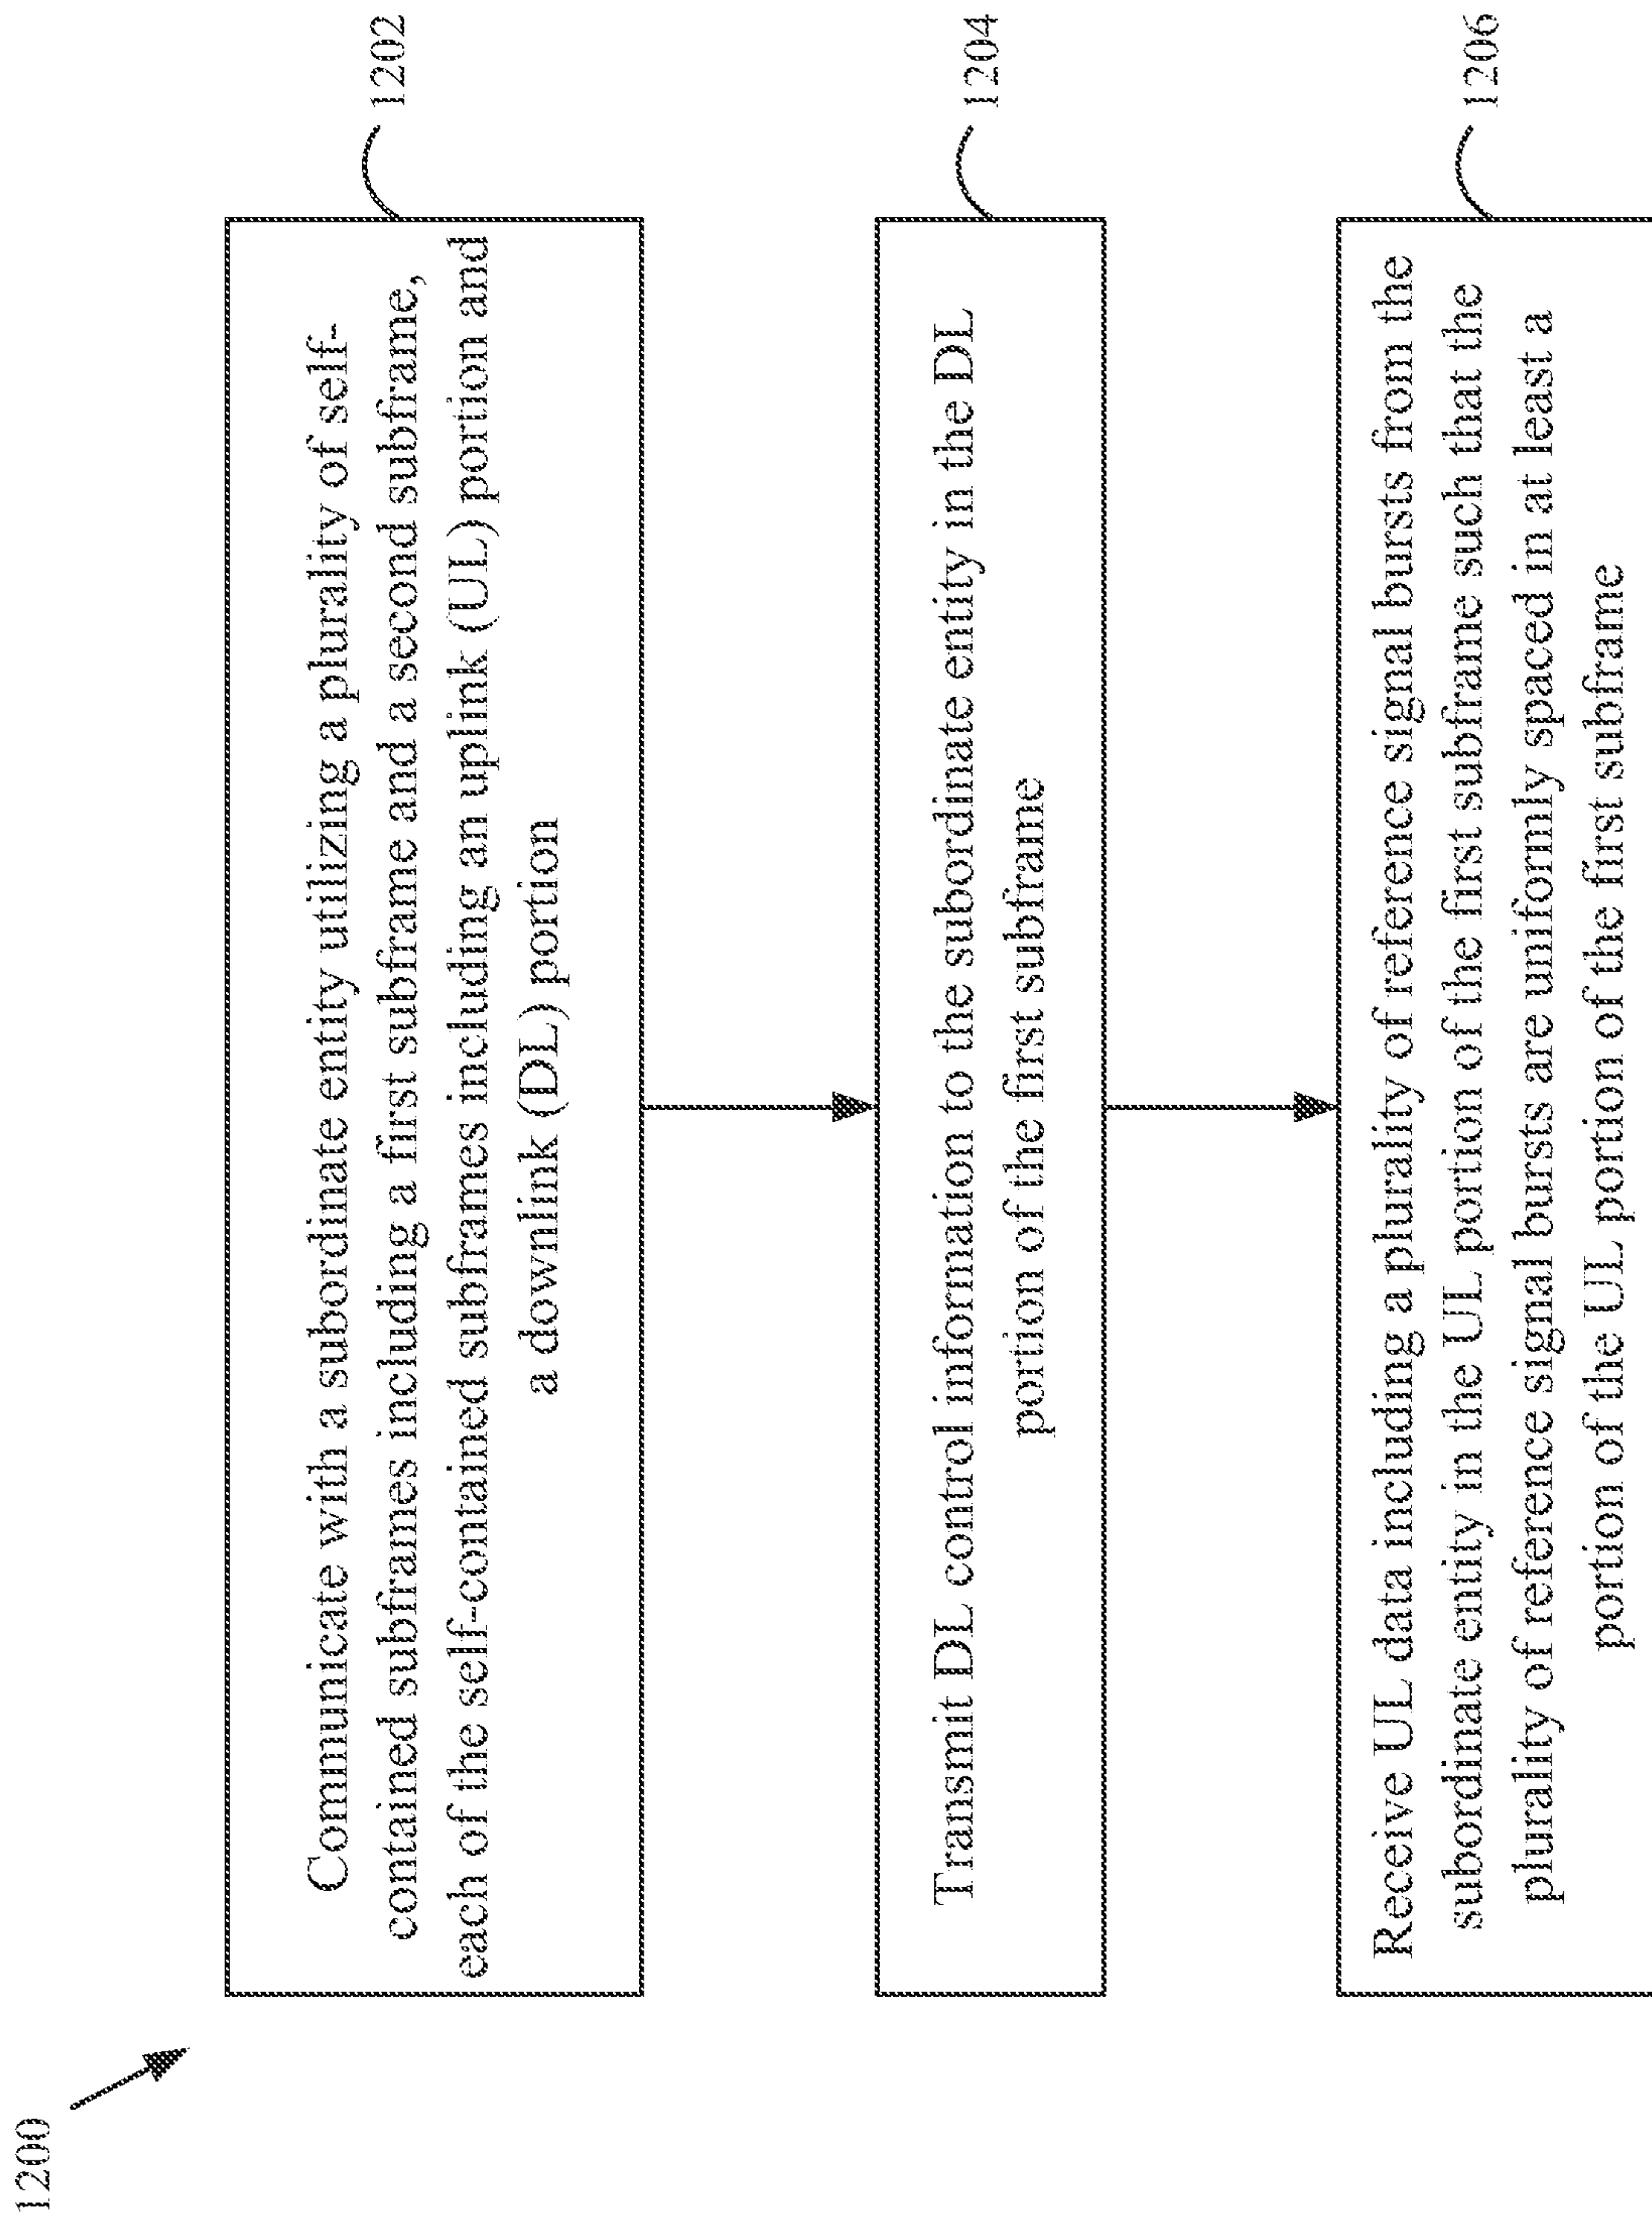 1200
Communicate with a subordinate entity utilizing a plurality of self-
contained subframes including a first subframe and a second subframe,
each of the self-contained subframes including an uplink (UL) portion and
a downlink (DL) portion
1202
Transmit DL control information to the subordinate entity in the DL
portion of the first subframe
1204
Receive UL data including a plurality of reference signal bursts from the
subordinate entity in the UL portion of the first subframe such that the
plurality of reference signal bursts are uniformly spaced in at least a
portion of the UL portion of the first subframe
1206